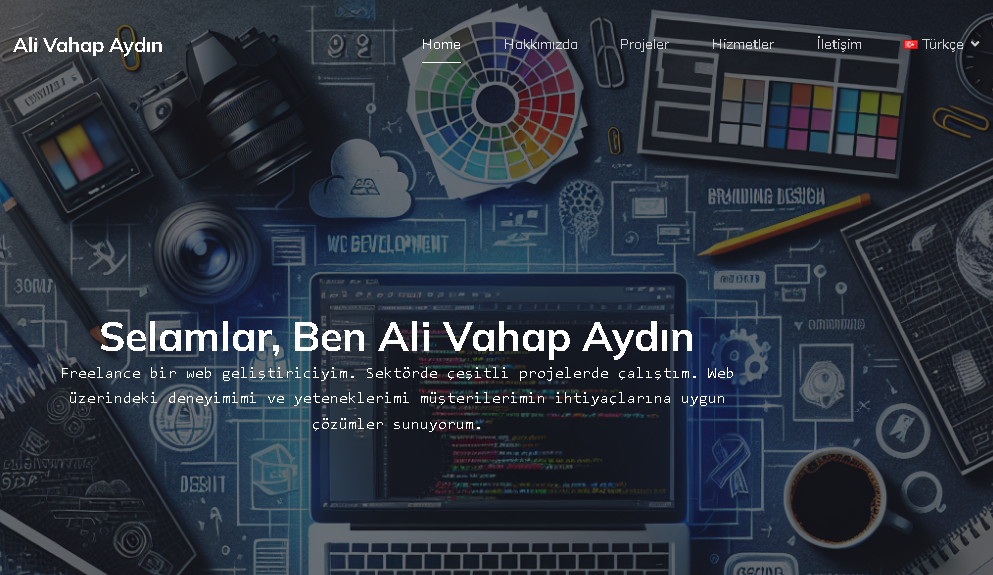 Ali Vahap Aydın
Home Hakkımızda Projeler Hizmetler İletişim Türkçe
BRANDING DESIGN
WC DEVELOPMENT
Selamlar, Ben Ali Vahap Aydın
Freelance bir web geliştiriciyim. Sektörde çeşitli projelerde çalıştım. Web
üzerindeki deneyimimi ve yeteneklerimi müşterilerimin ihtiyaçlarına uygun
çözümler sunuyorum.